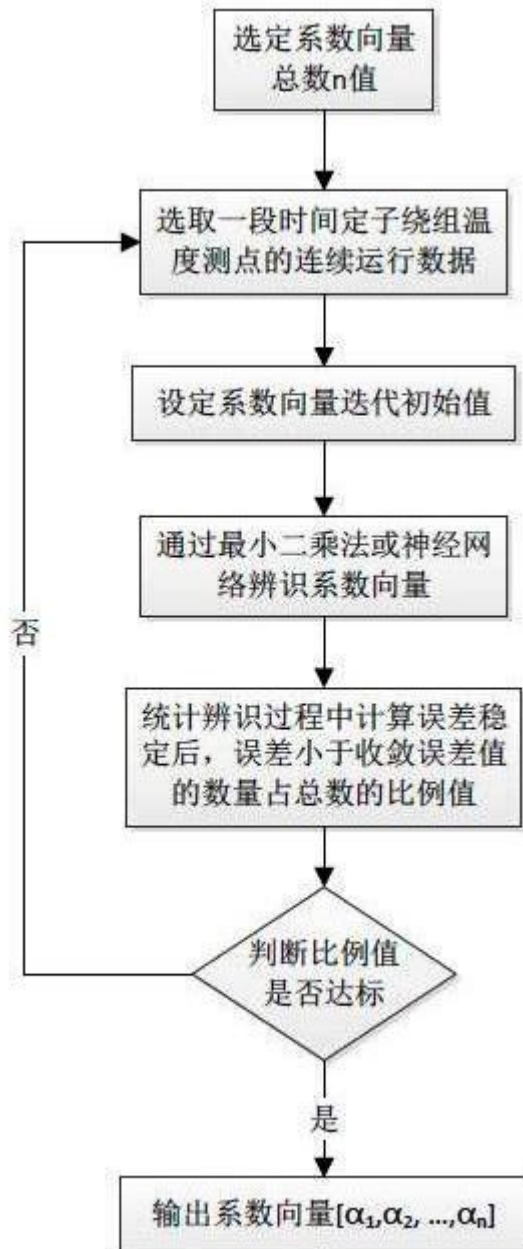 选定系数向量
总数n值
选取一段时间定子绕组温
度测点的连续运行数据
设定系数向量迭代初始值
通过最小二乘法或神经网
络辨识系数向量
否
统计辨识过程中计算误差稳
定后，误差小于收敛误差值
的数量占总数的比例值
判断比例值
是否达标
是
输出系数向量[α₁,α₂, ...,αₙ]